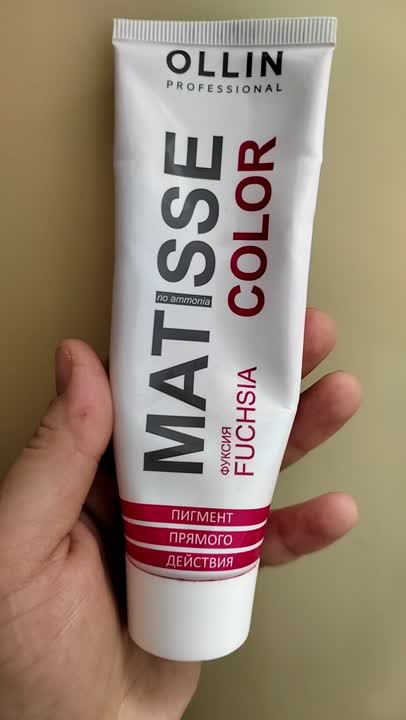 OLLIN
PROFESSIONAL
MATISSE
no ammonia
COLOR
ФУКСИЯ
FUCHSIA
ПИГМЕНТ
ПРЯМОГО
ДЕЙСТВИЯ